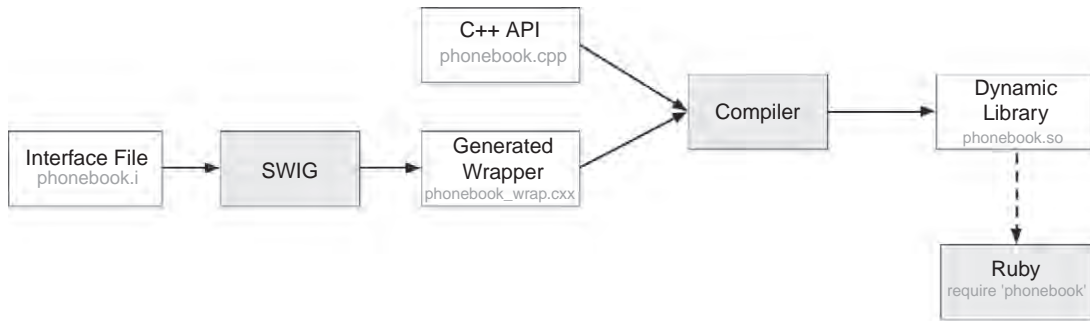 C++ API
phonebook.cpp
Compiler
Dynamic
Library
phonebook.so
Interface File
phonebook.i
SWIG
Generated
Wrapper
phonebook_wrap.cxx
Ruby
require 'phonebook'